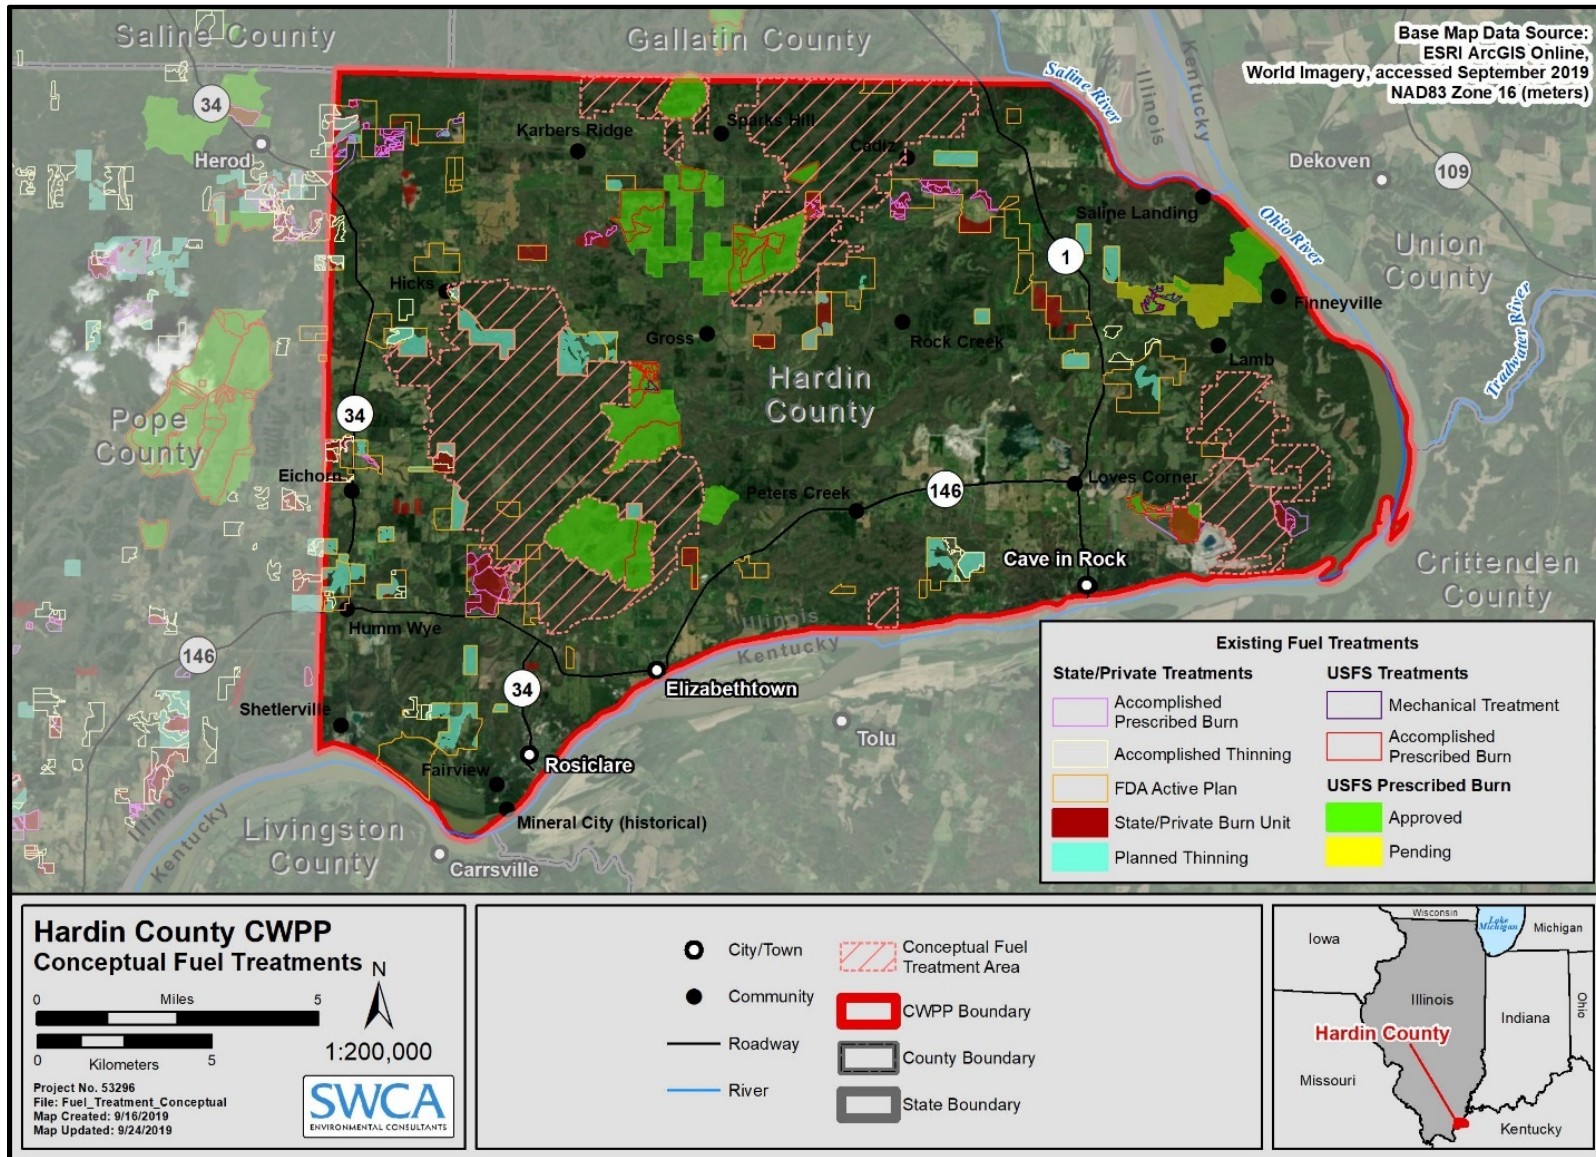 Saline County
Gallatin County
Base Map Data Source:
ESRI ArcGIS Online,
World Imagery, accessed September 2019
NAD83 Zone 16 (meters)
Saline River
Illinois
Kentucky
34
Herod
Karbers Ridge
Sparks Hill
Cadiz
Dekoven
109
Saline Landing
Ohio River
Union
County
1
Hicks
Finneyville
Gross
Rock Creek
Lamb
Tradwater River
Hardin
County
Pope
County
34
Eichorn
Peters Creek
146
Loves Corner
Cave in Rock
Crittenden
County
Humm Wye
146
Illinois
Kentucky
Elizabethtown
34
Shetlerville
Tolu
Rosiclare
Fairview
Mineral City (historical)
Illinois
Kentucky
Livingston
County
Carrsville
Existing Fuel Treatments
State/Private Treatments
Accomplished
Prescribed Burn
Accomplished Thinning
FDA Active Plan
State/Private Burn Unit
Planned Thinning
USFS Treatments
Mechanical Treatment
Accomplished
Prescribed Burn
USFS Prescribed Burn
Approved
Pending
Hardin County CWPP
Conceptual Fuel Treatments
N
0 Miles 5
0 Kilometers 5
1:200,000
Project No. 53296
File: Fuel_Treatment_Conceptual
Map Created: 9/16/2019
Map Updated: 9/24/2019
SWCA
ENVIRONMENTAL CONSULTANTS
City/Town
Community
Roadway
River
Conceptual Fuel
Treatment Area
CWPP Boundary
County Boundary
State Boundary
Wisconsin
Lake
Michigan
Michigan
Iowa
Illinois
Indiana
Ohio
Hardin County
Missouri
Kentucky